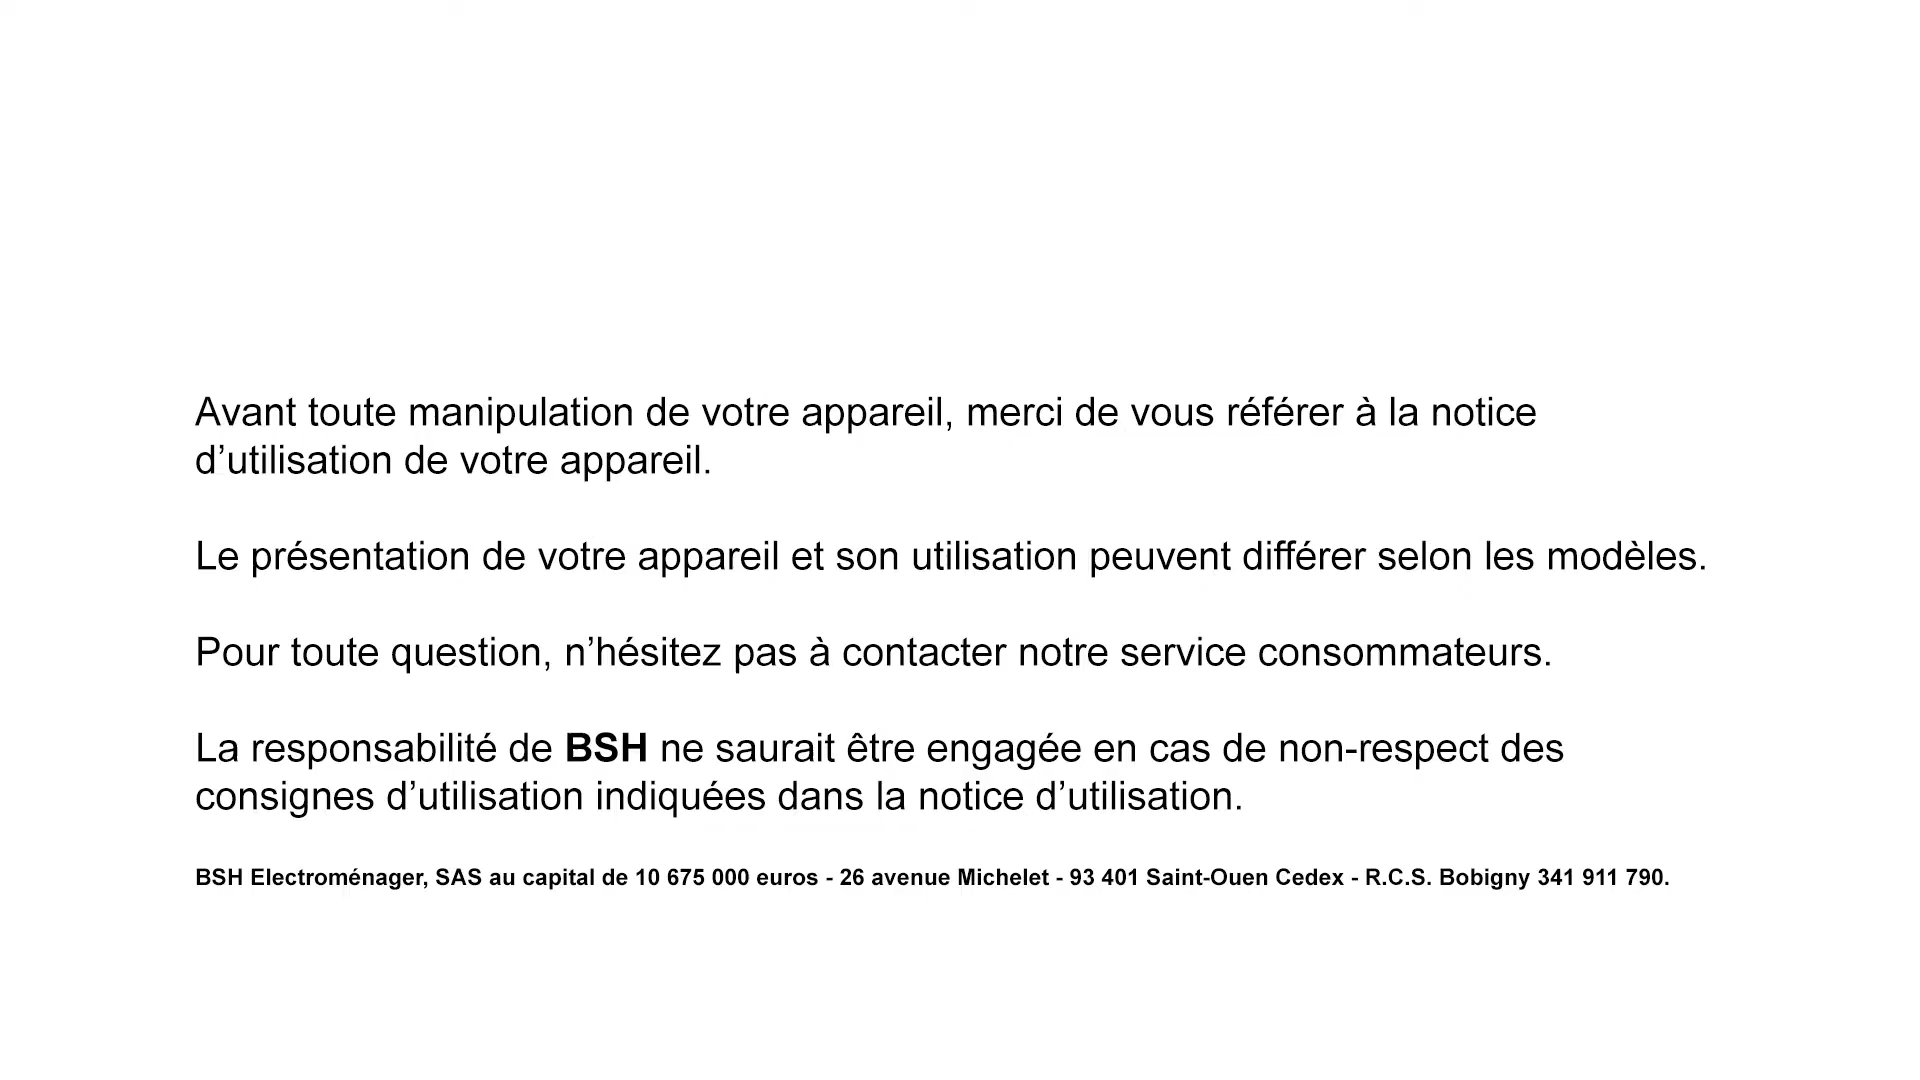 Avant toute manipulation de votre appareil, merci de vous référer à la notice
d’utilisation de votre appareil.
Le présentation de votre appareil et son utilisation peuvent différer selon les modèles.
Pour toute question, n’hésitez pas à contacter notre service consommateurs.
La responsabilité de BSH ne saurait être engagée en cas de non-respect des
consignes d’utilisation indiquées dans la notice d’utilisation.
BSH Electroménager, SAS au capital de 10 675 000 euros - 26 avenue Michelet - 93 401 Saint-Ouen Cedex - R.C.S. Bobigny 341 911 790.